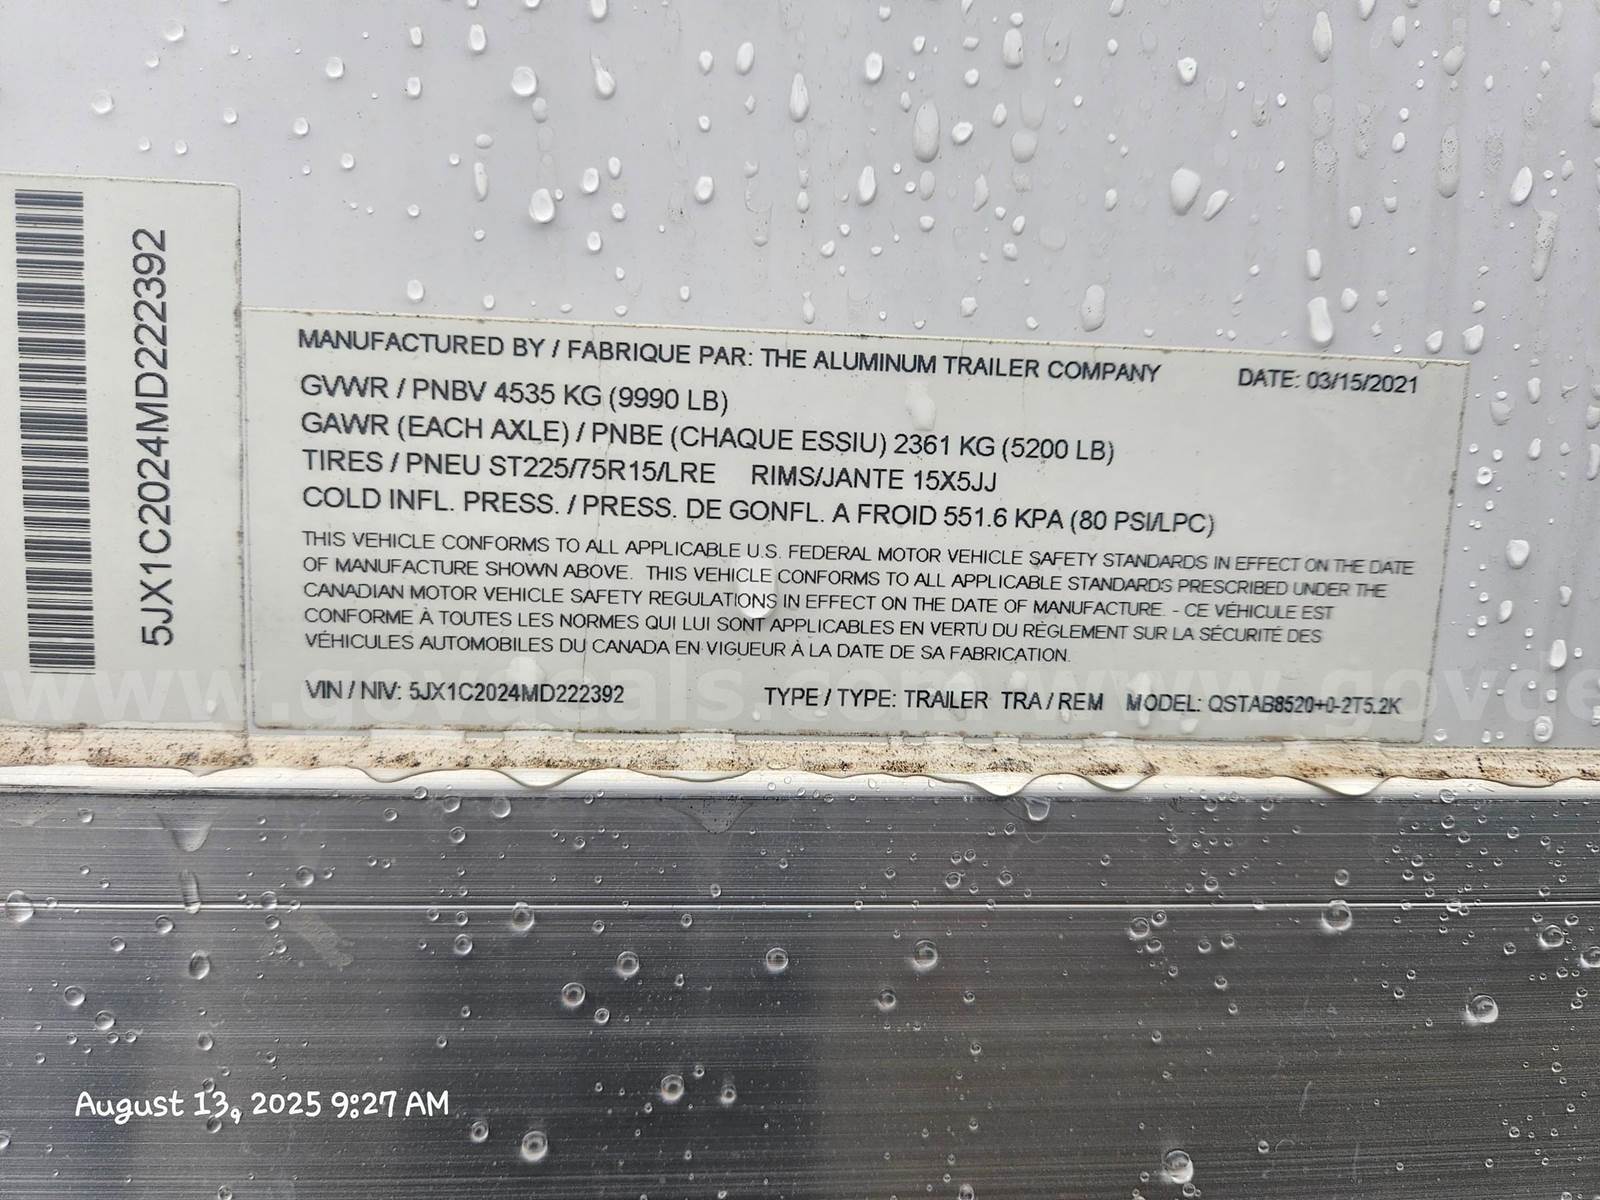 5JX1C2024MD222392
MANUFACTURED BY / FABRIQUE PAR: THE ALUMINUM TRAILER COMPANY DATE: 03/15/2021
GVWR / PNBV 4535 KG (9990 LB)
GAWR (EACH AXLE) / PNBE (CHAQUE ESSIU) 2361 KG (5200 LB)
TIRES / PNEU ST225/75R15/LRE RIMS/JANTE 15X5JJ
COLD INFL. PRESS. / PRESS. DE GONFL. A FROID 551.6 KPA (80 PSI/LPC)
THIS VEHICLE CONFORMS TO ALL APPLICABLE U.S. FEDERAL MOTOR VEHICLE SAFETY STANDARDS IN EFFECT ON THE DATE
OF MANUFACTURE SHOWN ABOVE. THIS VEHICLE CONFORMS TO ALL APPLICABLE STANDARDS PRESCRIBED UNDER THE
CANADIAN MOTOR VEHICLE SAFETY REGULATIONS IN EFFECT ON THE DATE OF MANUFACTURE. - CE VÉHICULE EST
CONFORME À TOUTES LES NORMES QUI LUI SONT APPLICABLES EN VERTU DU RÈGLEMENT SUR LA SÉCURITÉ DES
VÉHICULES AUTOMOBILES DU CANADA EN VIGUEUR À LA DATE DE SA FABRICATION.
VIN / NIV: 5JX1C2024MD222392 TYPE / TYPE: TRAILER TRA / REM MODEL: QSTAB8520+0-2T5.2K
www.govdeals.com www.govde
August 13, 2025 9:27 AM